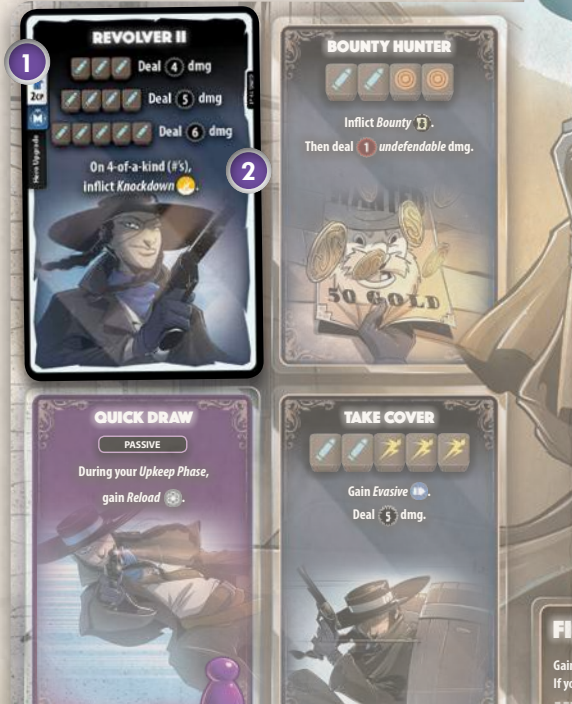 REVOLVER II
1
Deal 4 dmg
2CP
Deal 5 dmg
Deal 6 dmg
Hero Upgrade
On 4-of-a-kind (#'s),
inflict Knockdown .
2
BOUNTY HUNTER
Inflict Bounty .
Then deal 1 undefendable dmg.
WANTED
50 GOLD
QUICK DRAW
PASSIVE
During your Upkeep Phase,
gain Reload .
TAKE COVER
Gain Evasive .
Deal 5 dmg.
FI
Gain
If yo